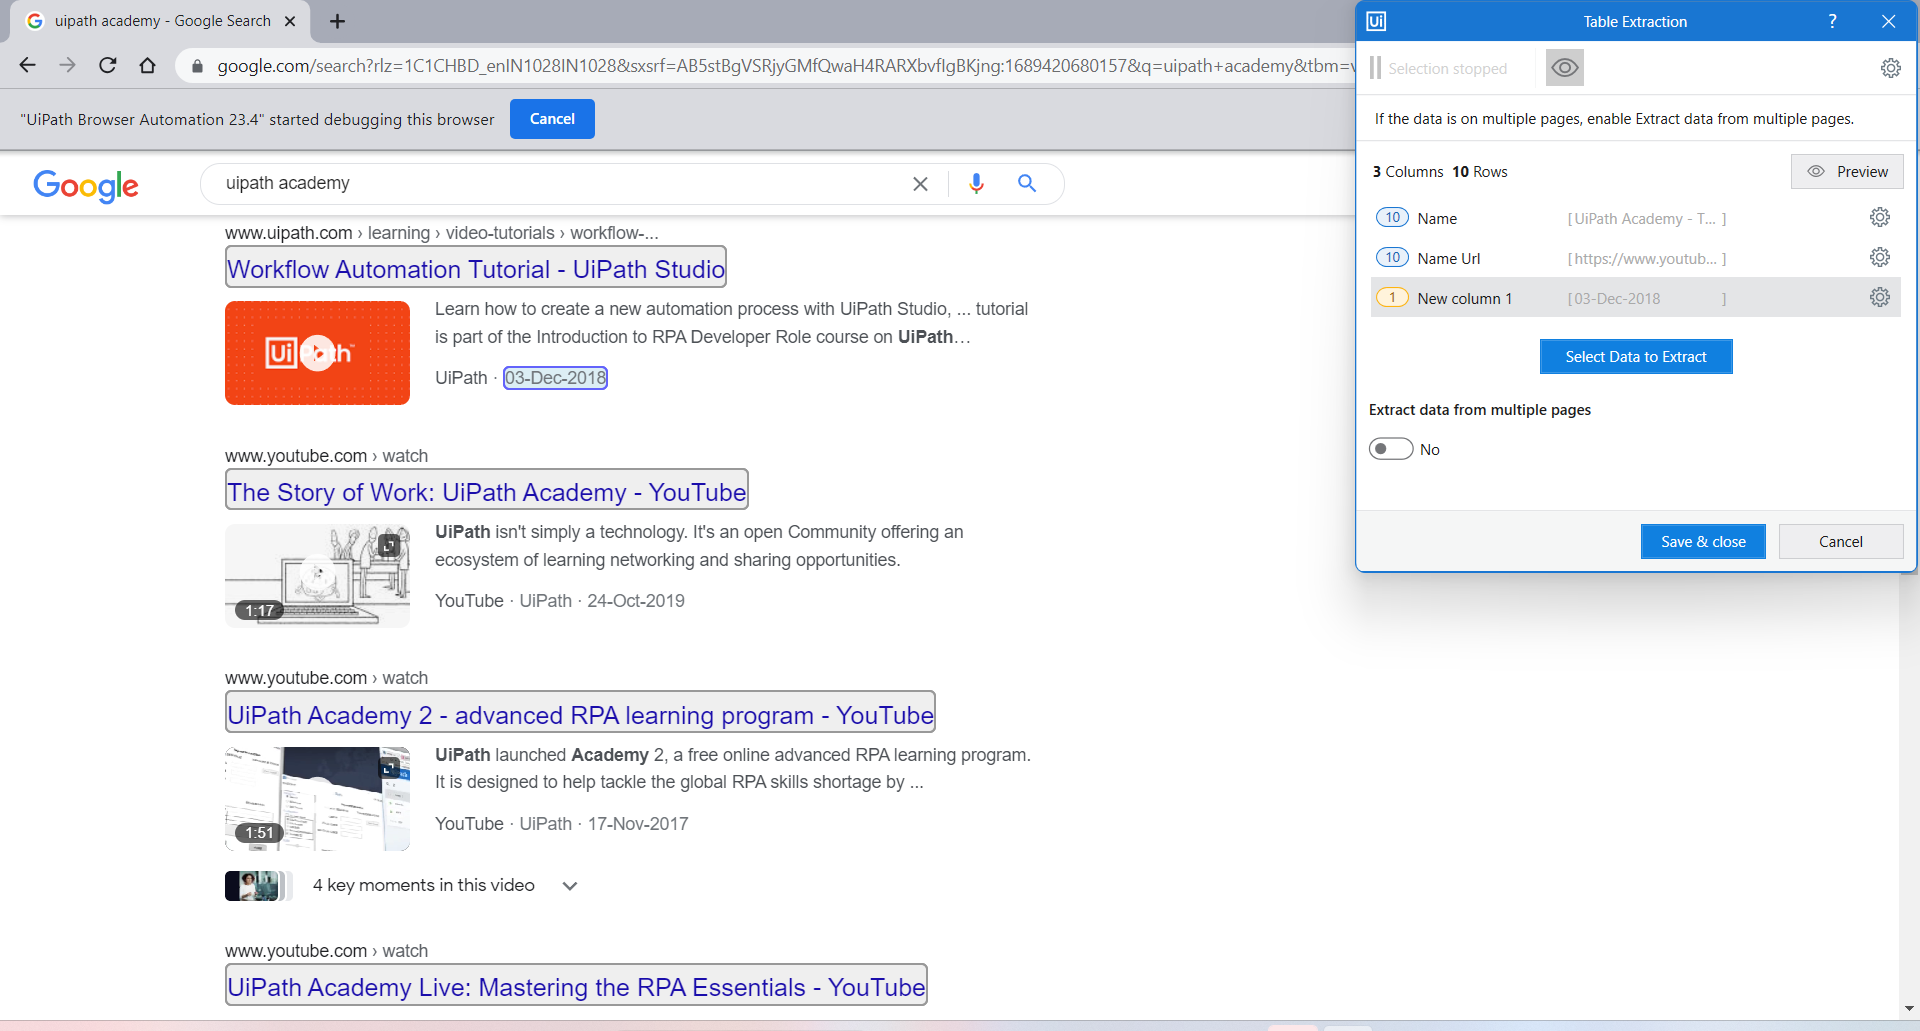 uipath academy - Google Search
google.com/search?rlz=1C1CHBD_enIN1028IN1028&sxsrf=AB5stBgVSRjyGMfQwaH4RARXbvfIgBKjng:1689420680157&q=uipath+academy&tbm=v
"UiPath Browser Automation 23.4" started debugging this browser
Cancel
Google
uipath academy
www.uipath.com › learning › video-tutorials › workflow-...
Workflow Automation Tutorial - UiPath Studio
Ui Path
Learn how to create a new automation process with UiPath Studio, ... tutorial
is part of the Introduction to RPA Developer Role course on UiPath...
UiPath · 03-Dec-2018
www.youtube.com › watch
The Story of Work: UiPath Academy - YouTube
1:17
UiPath isn't simply a technology. It's an open Community offering an
ecosystem of learning networking and sharing opportunities.
YouTube · UiPath · 24-Oct-2019
www.youtube.com › watch
UiPath Academy 2 - advanced RPA learning program - YouTube
1:51
UiPath launched Academy 2, a free online advanced RPA learning program.
It is designed to help tackle the global RPA skills shortage by ...
YouTube · UiPath · 17-Nov-2017
4 key moments in this video
www.youtube.com › watch
UiPath Academy Live: Mastering the RPA Essentials - YouTube
Ui
Table Extraction
?
Selection stopped
If the data is on multiple pages, enable Extract data from multiple pages.
3 Columns 10 Rows
Preview
10 Name [UiPath Academy - T... ]
10 Name Url [https://www.youtub... ]
1 New column 1 [03-Dec-2018 ]
Select Data to Extract
Extract data from multiple pages
No
Save & close
Cancel